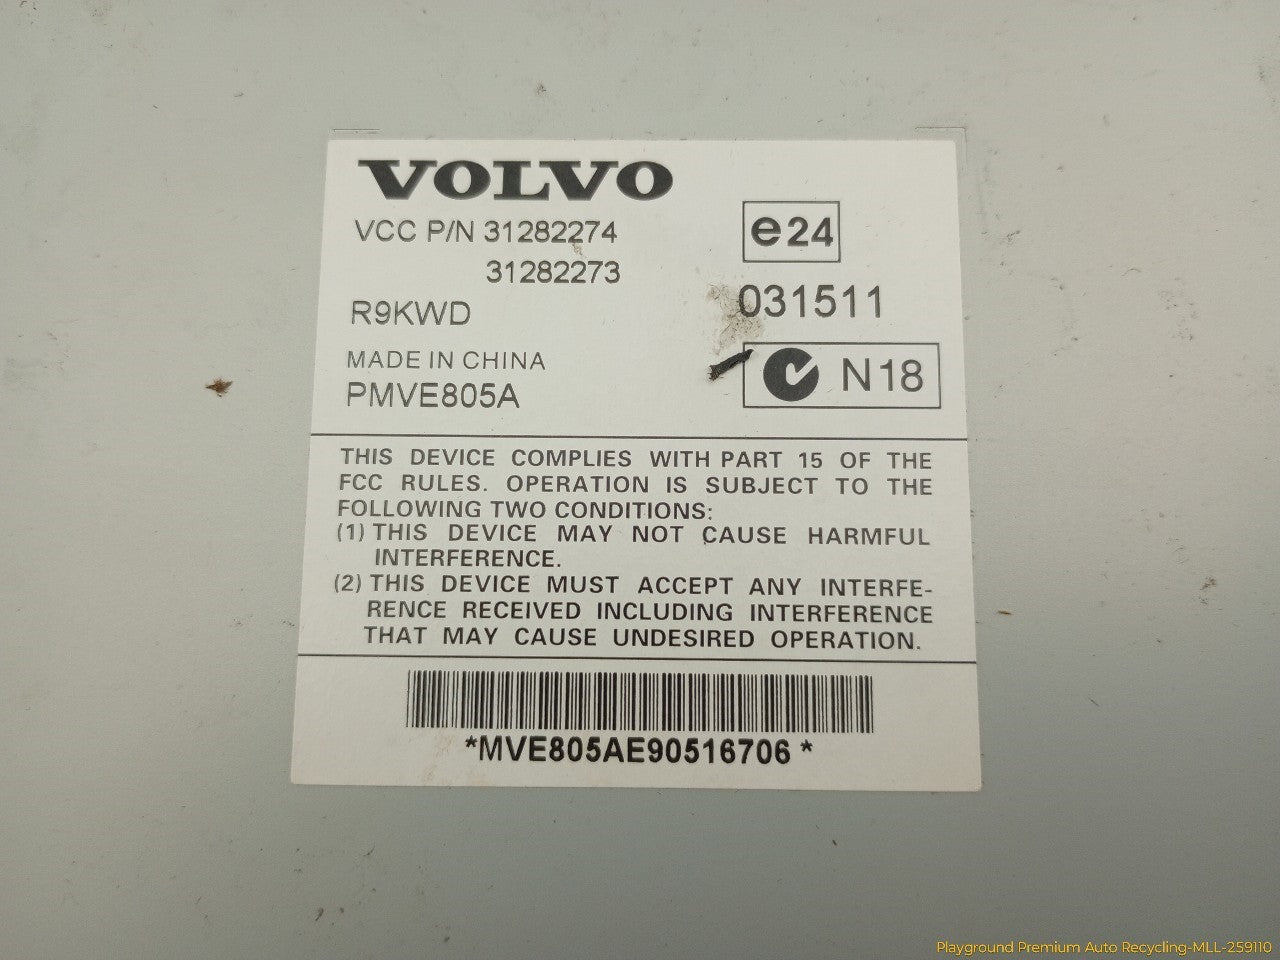 VOLVO
VCC P/N 31282274
31282273
R9KWD
MADE IN CHINA
PMVE805A
e24
031511
N18
THIS DEVICE COMPLIES WITH PART 15 OF THE
FCC RULES. OPERATION IS SUBJECT TO THE
FOLLOWING TWO CONDITIONS:
(1) THIS DEVICE MAY NOT CAUSE HARMFUL
INTERFERENCE.
(2) THIS DEVICE MUST ACCEPT ANY INTERFE-
RENCE RECEIVED INCLUDING INTERFERENCE
THAT MAY CAUSE UNDESIRED OPERATION.
*MVE805AE90516706 *
Playground Premium Auto Recycling-MLL-259110